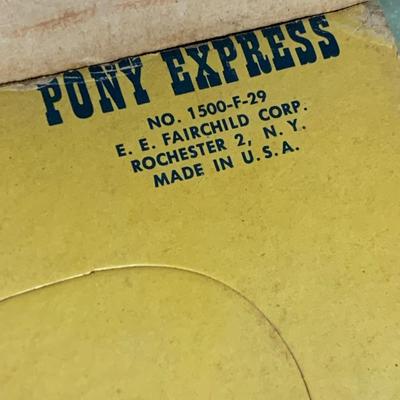 PONY EXPRESS
NO. 1500-F-29
E. E. FAIRCHILD CORP.
ROCHESTER 2, N. Y.
MADE IN U. S. A.